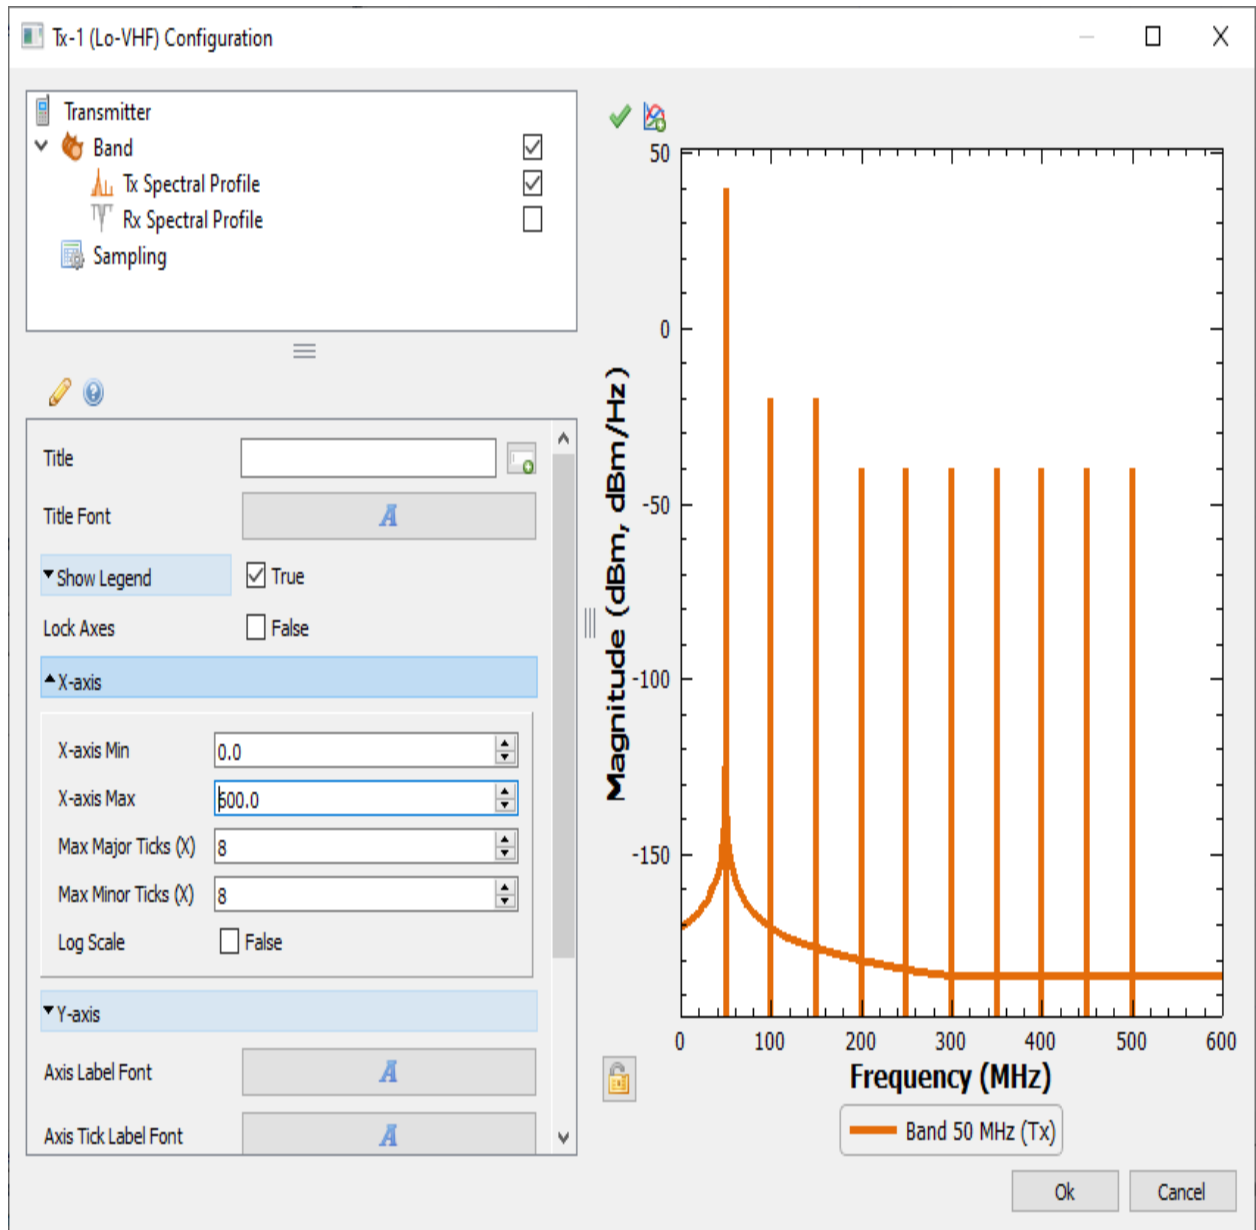 Tx-1 (Lo-VHF) Configuration
Transmitter
Band
Tx Spectral Profile
Rx Spectral Profile
Sampling
Title
Title Font
A
Show Legend
True
Lock Axes
False
X-axis
X-axis Min
0.0
X-axis Max
600.0
Max Major Ticks (X)
8
Max Minor Ticks (X)
8
Log Scale
False
Y-axis
Axis Label Font
A
Axis Tick Label Font
A
Magnitude (dBm, dBm/Hz)
50
0
-50
-100
-150
0 100 200 300 400 500 600
Frequency (MHz)
Band 50 MHz (Tx)
Ok
Cancel